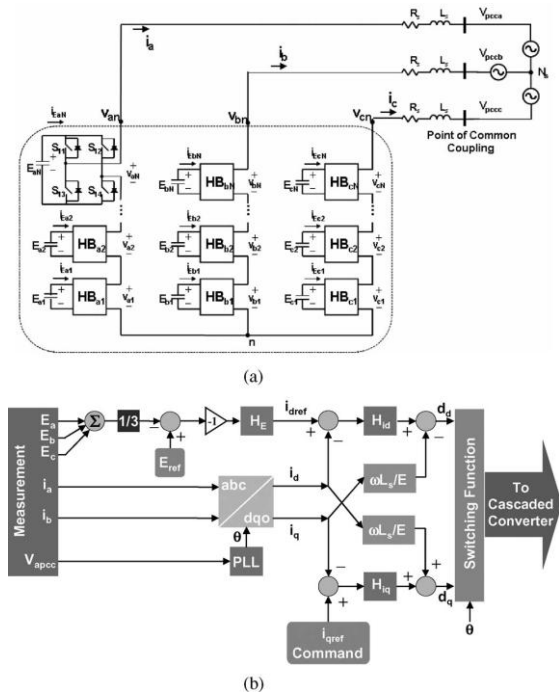 R_s L_s V_pcca
i_a
i_b R_s L_s V_pccb N_s
V_an V_bn V_cn i_c R_s L_s V_pccc
Point of Common
Coupling
i_EaN
S_11 S_12
E_aN V_aN
S_13 S_14
i_EbN
E_bN HB_bN V_bN
i_EcN
E_cN HB_cN V_cN
i_Ea2 i_Eb2 i_Ec2
E_a2 HB_a2 V_a2 E_b2 HB_b2 V_b2 E_c2 HB_c2 V_c2
i_Ea1 i_Eb1 i_Ec1
E_a1 HB_a1 V_a1 E_b1 HB_b1 V_b1 E_c1 HB_c1 V_c1
n
(a)
Measurement
E_a
E_b
E_c
Σ 1/3 − + -1 H_E i_dref + − H_id + − d_d
E_ref
i_a abc i_d ωL_s/E
i_b dqo i_q ωL_s/E
θ
V_apcc PLL
− + H_iq + + d_q
i_qref
Command
Switching Function
θ
To
Cascaded
Converter
(b)